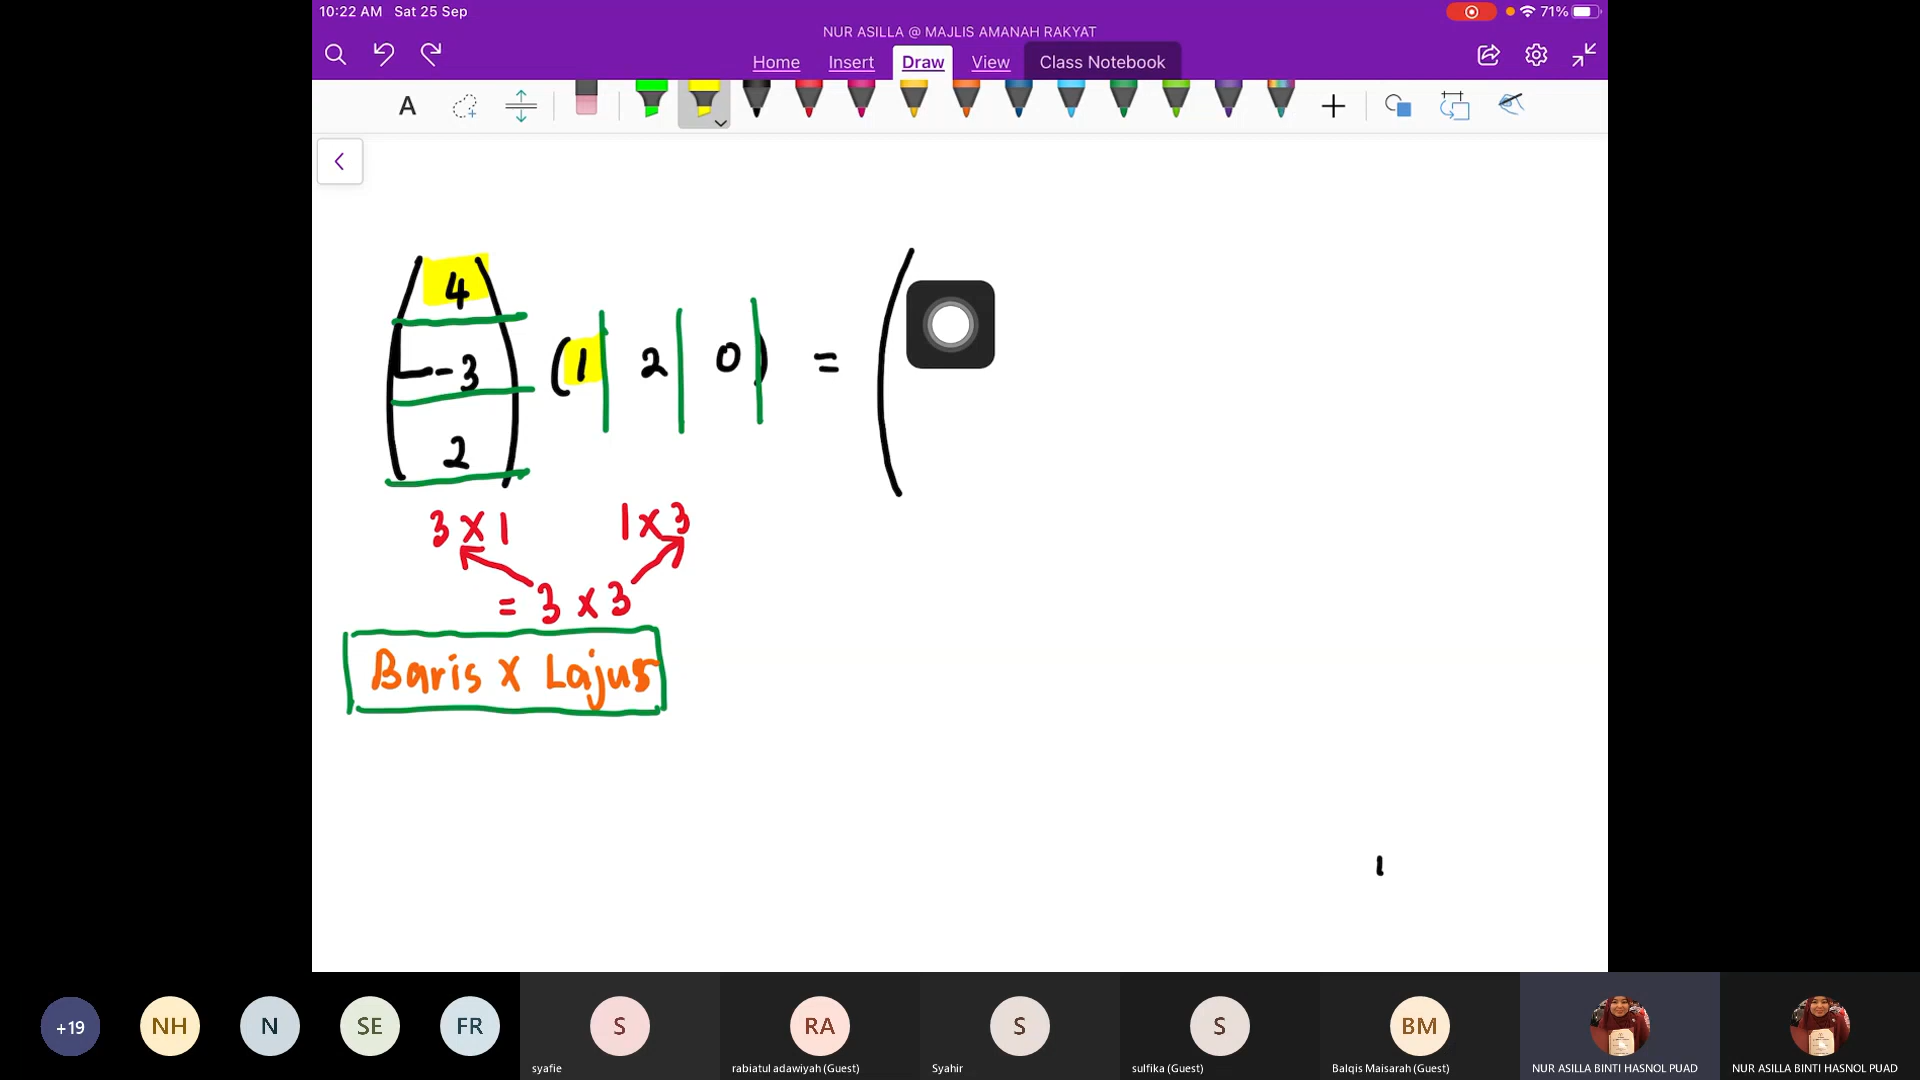 10:22 AM Sat 25 Sep
71%
NUR ASILLA @ MAJLIS AMANAH RAKYAT
Home Insert Draw View Class Notebook
A
4
-3 (1 2 0) = (
2
3 x 1 1 x 3
= 3 x 3
Baris x Lajur
+19 NH N SE FR S RA S S BM
syafie rabiatul adawiyah (Guest) Syahir sulfika (Guest) Balqis Maisarah (Guest) NUR ASILLA BINTI HASNOL PUAD NUR ASILLA BINTI HASNOL PUAD